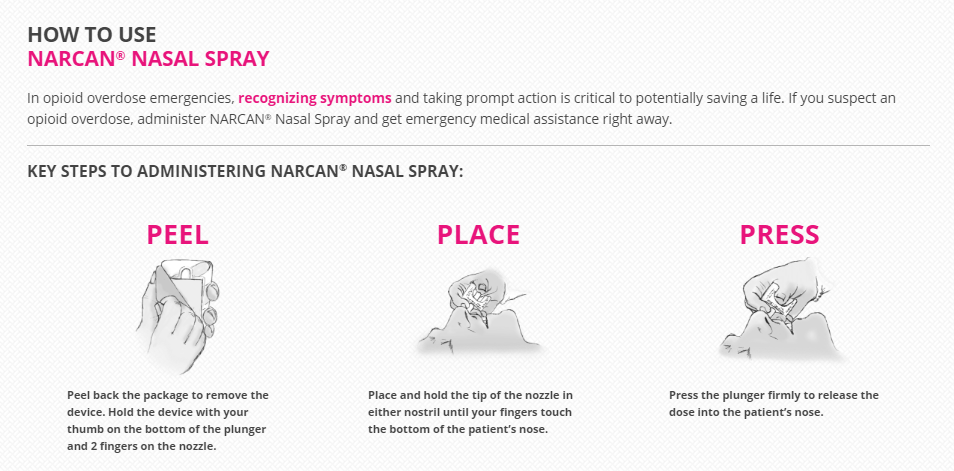 HOW TO USE
NARCAN® NASAL SPRAY
In opioid overdose emergencies, recognizing symptoms and taking prompt action is critical to potentially saving a life. If you suspect an
opioid overdose, administer NARCAN® Nasal Spray and get emergency medical assistance right away.
KEY STEPS TO ADMINISTERING NARCAN® NASAL SPRAY:
PEEL
Peel back the package to remove the
device. Hold the device with your
thumb on the bottom of the plunger
and 2 fingers on the nozzle.
PLACE
Place and hold the tip of the nozzle in
either nostril until your fingers touch
the bottom of the patient’s nose.
PRESS
Press the plunger firmly to release the
dose into the patient’s nose.